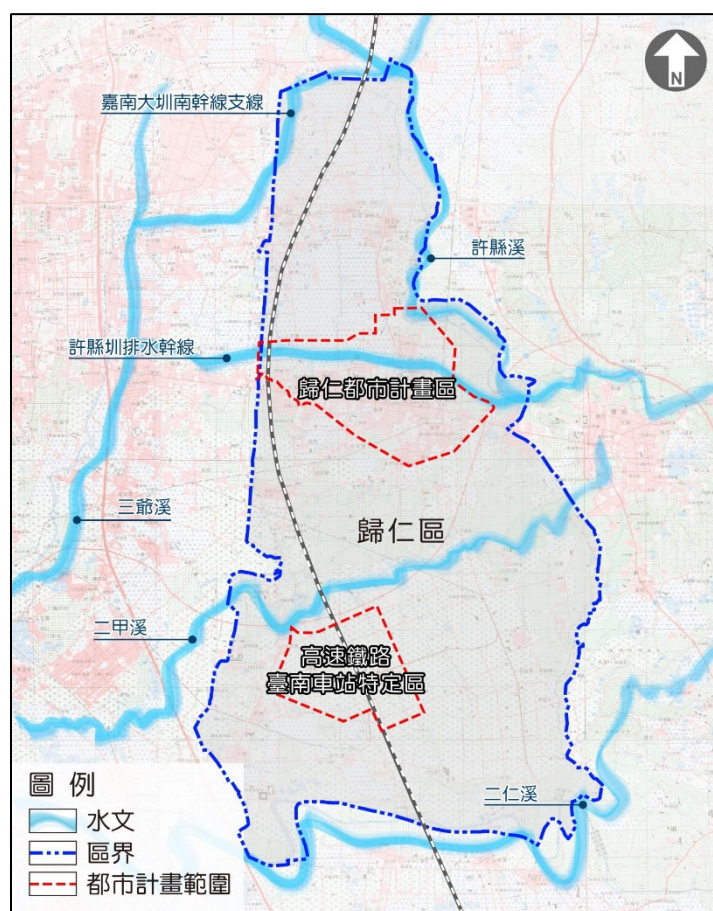 N
嘉南大圳南幹線支線
許縣溪
許縣圳排水幹線
歸仁都市計畫區
三爺溪
歸仁區
二甲溪
高速鐵路
臺南車站特定區
二仁溪
圖 例
水文
區界
都市計畫範圍